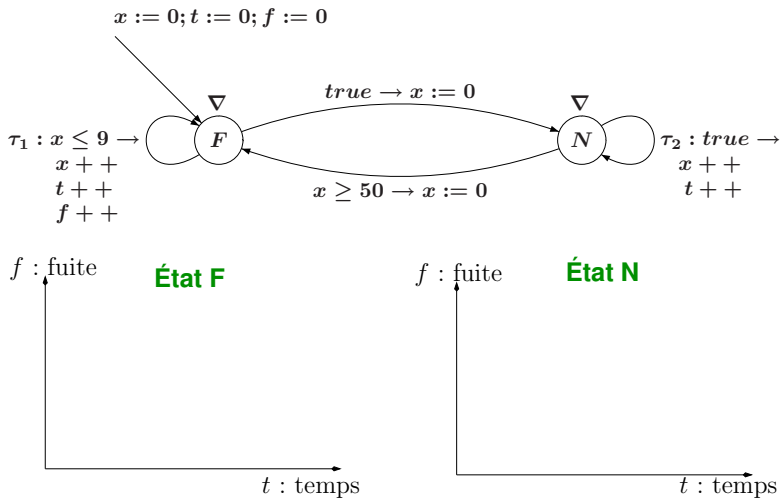 x := 0; t := 0; f := 0
∇
true → x := 0
∇
τ₁ : x ≤ 9 →
x + +
t + +
f + +
F
N
τ₂ : true →
x + +
t + +
x ≥ 50 → x := 0
f : fuite
État F
t : temps
f : fuite
État N
t : temps